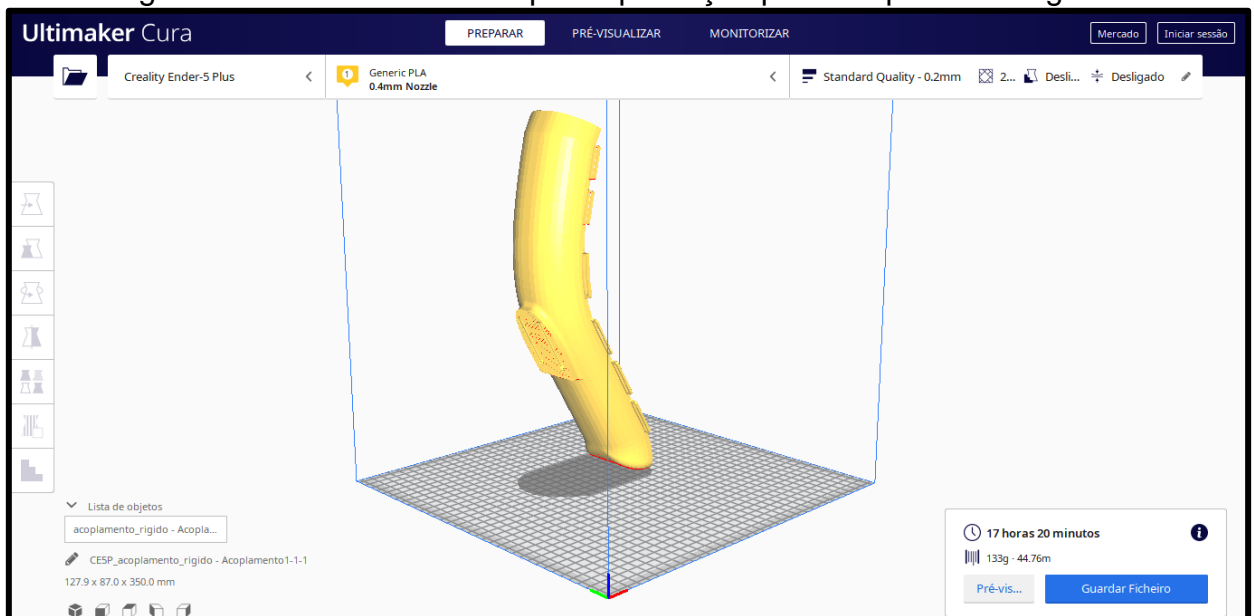 Ultimaker Cura
PREPARAR
PRÉ-VISUALIZAR
MONITORIZAR
Mercado
Iniciar sessão
Creality Ender-5 Plus
1
Generic PLA
0.4mm Nozzle
Standard Quality - 0.2mm
2...
Desli...
Desligado
Lista de objetos
acoplamento_rigido - Acopla...
CE5P_acoplamento_rigido - Acoplamento1-1-1
127.9 x 87.0 x 350.0 mm
17 horas 20 minutos
133g · 44.76m
Pré-vis...
Guardar Ficheiro